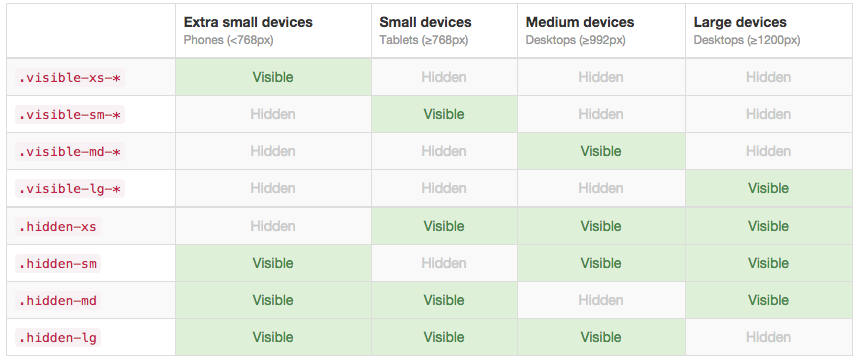 Extra small devices Small devices Medium devices Large devices
Phones (<768px) Tablets (≥768px) Desktops (≥992px) Desktops (≥1200px)
.visible-xs-* Visible Hidden Hidden Hidden
.visible-sm-* Hidden Visible Hidden Hidden
.visible-md-* Hidden Hidden Visible Hidden
.visible-lg-* Hidden Hidden Hidden Visible
.hidden-xs Hidden Visible Visible Visible
.hidden-sm Visible Hidden Visible Visible
.hidden-md Visible Visible Hidden Visible
.hidden-lg Visible Visible Visible Hidden